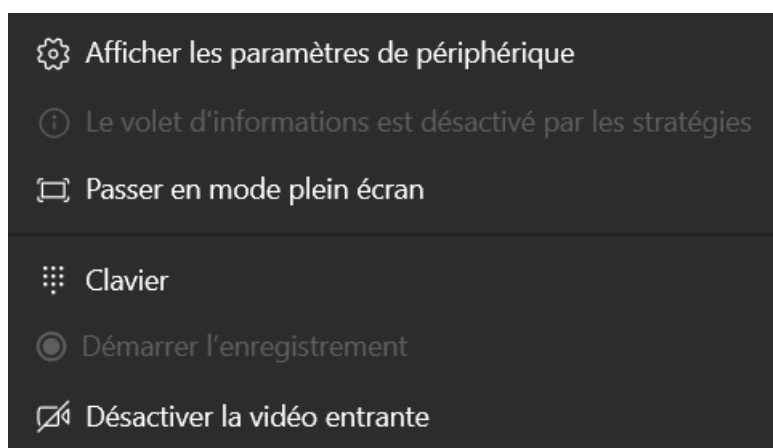 Afficher les paramètres de périphérique
Le volet d'informations est désactivé par les stratégies
Passer en mode plein écran
Clavier
Démarrer l’enregistrement
Désactiver la vidéo entrante